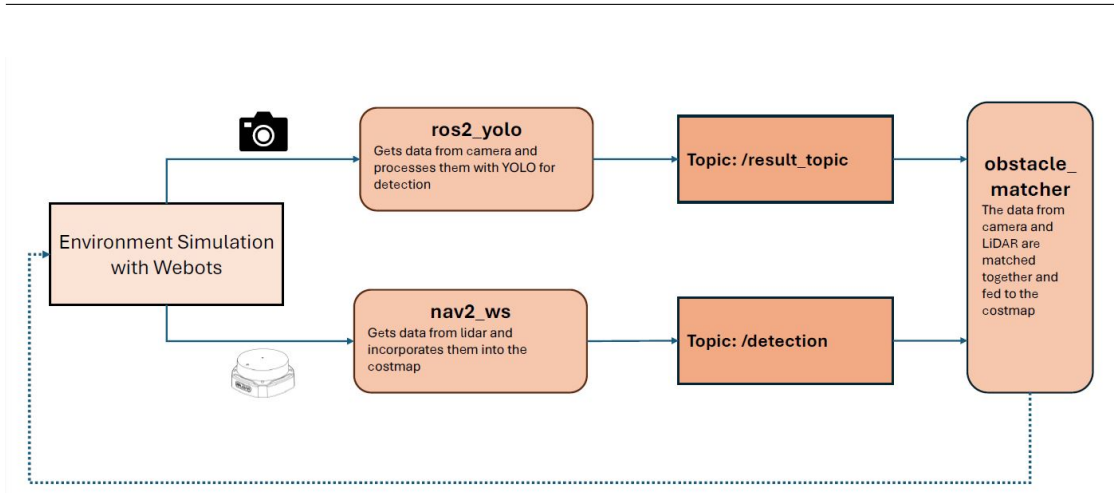 ros2_yolo
Gets data from camera and
processes them with YOLO for
detection
Topic: /result_topic
obstacle_
matcher
The data from
camera and
LiDAR are
matched
together and
fed to the
costmap
Environment Simulation
with Webots
nav2_ws
Gets data from lidar and
incorporates them into the
costmap
Topic: /detection